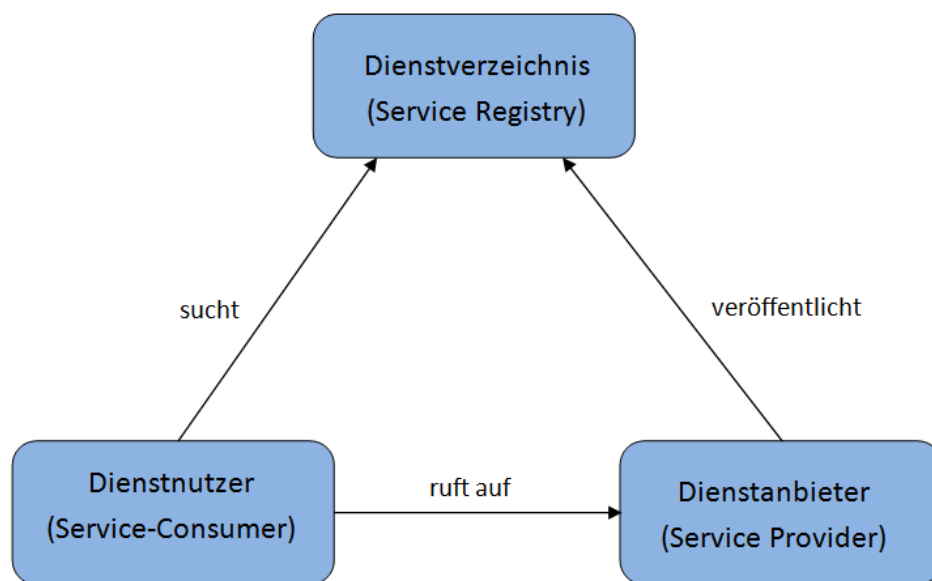 Dienstverzeichnis
(Service Registry)
sucht
veröffentlicht
Dienstnutzer
(Service-Consumer)
ruft auf
Dienstanbieter
(Service Provider)